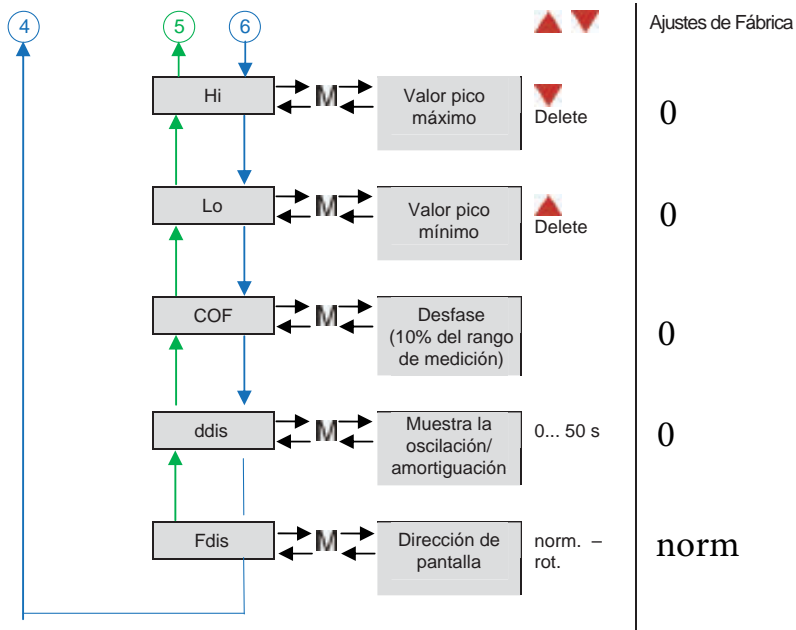 4
5
6
Ajustes de Fábrica
Hi
M
Valor pico
máximo
Delete
0
Lo
M
Valor pico
mínimo
Delete
0
COF
M
Desfase
(10% del rango
de medición)
0
ddis
M
Muestra la
oscilación/
amortiguación
0... 50 s
0
Fdis
M
Dirección de
pantalla
norm. –
rot.
norm